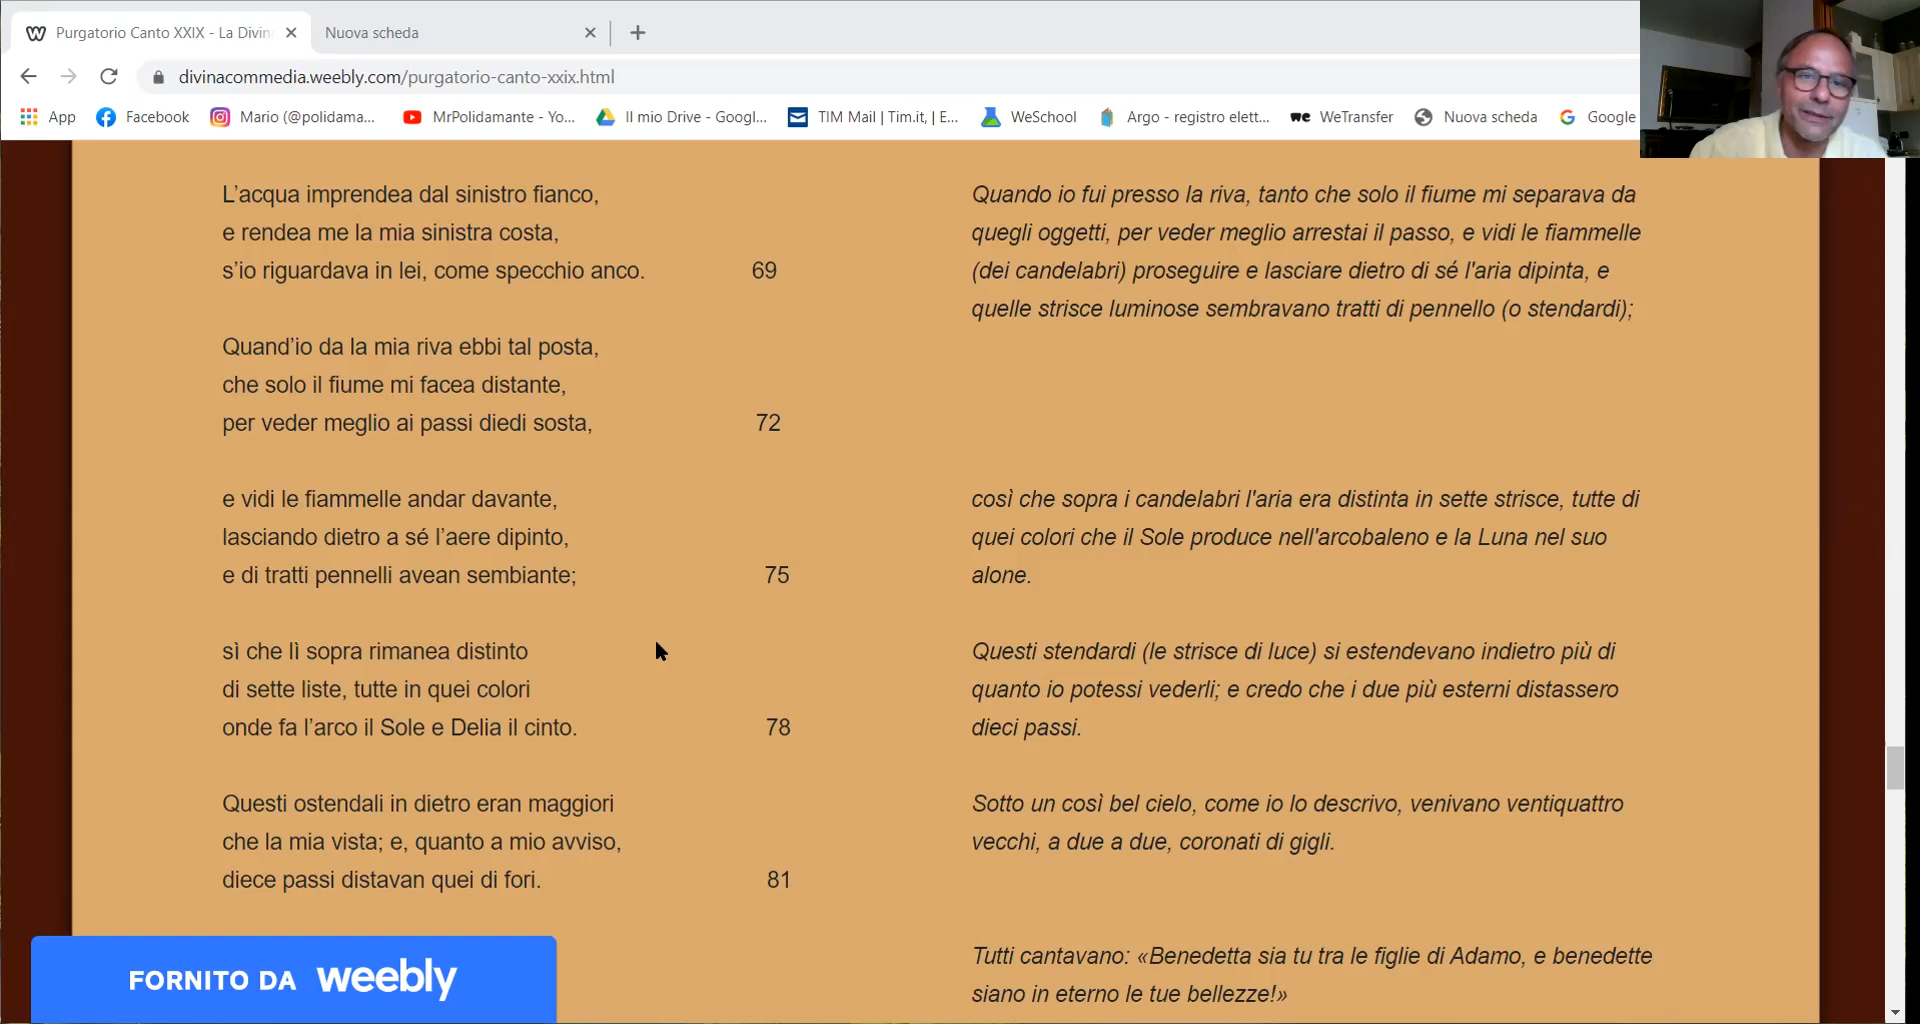 Purgatorio Canto XXIX - La Divin
Nuova scheda
divinacommedia.weebly.com/purgatorio-canto-xxix.html
App
Facebook
Mario (@polidama...
MrPolidamante - Yo...
Il mio Drive - Googl...
TIM Mail | Tim.it, | E...
WeSchool
Argo - registro elett...
we WeTransfer
Nuova scheda
Google
L’acqua imprendea dal sinistro fianco,
e rendea me la mia sinistra costa,
s’io riguardava in lei, come specchio anco. 69
Quand’io da la mia riva ebbi tal posta,
che solo il fiume mi facea distante,
per veder meglio ai passi diedi sosta, 72
e vidi le fiammelle andar davante,
lasciando dietro a sé l’aere dipinto,
e di tratti pennelli avean sembiante; 75
sì che lì sopra rimanea distinto
di sette liste, tutte in quei colori
onde fa l’arco il Sole e Delia il cinto. 78
Questi ostendali in dietro eran maggiori
che la mia vista; e, quanto a mio avviso,
diece passi distavan quei di fori. 81
Quando io fui presso la riva, tanto che solo il fiume mi separava da
quegli oggetti, per veder meglio arrestai il passo, e vidi le fiammelle
(dei candelabri) proseguire e lasciare dietro di sé l'aria dipinta, e
quelle strisce luminose sembravano tratti di pennello (o stendardi);
così che sopra i candelabri l'aria era distinta in sette strisce, tutte di
quei colori che il Sole produce nell'arcobaleno e la Luna nel suo
alone.
Questi stendardi (le strisce di luce) si estendevano indietro più di
quanto io potessi vederli; e credo che i due più esterni distassero
dieci passi.
Sotto un così bel cielo, come io lo descrivo, venivano ventiquattro
vecchi, a due a due, coronati di gigli.
Tutti cantavano: «Benedetta sia tu tra le figlie di Adamo, e benedette
siano in eterno le tue bellezze!»
FORNITO DA weebly